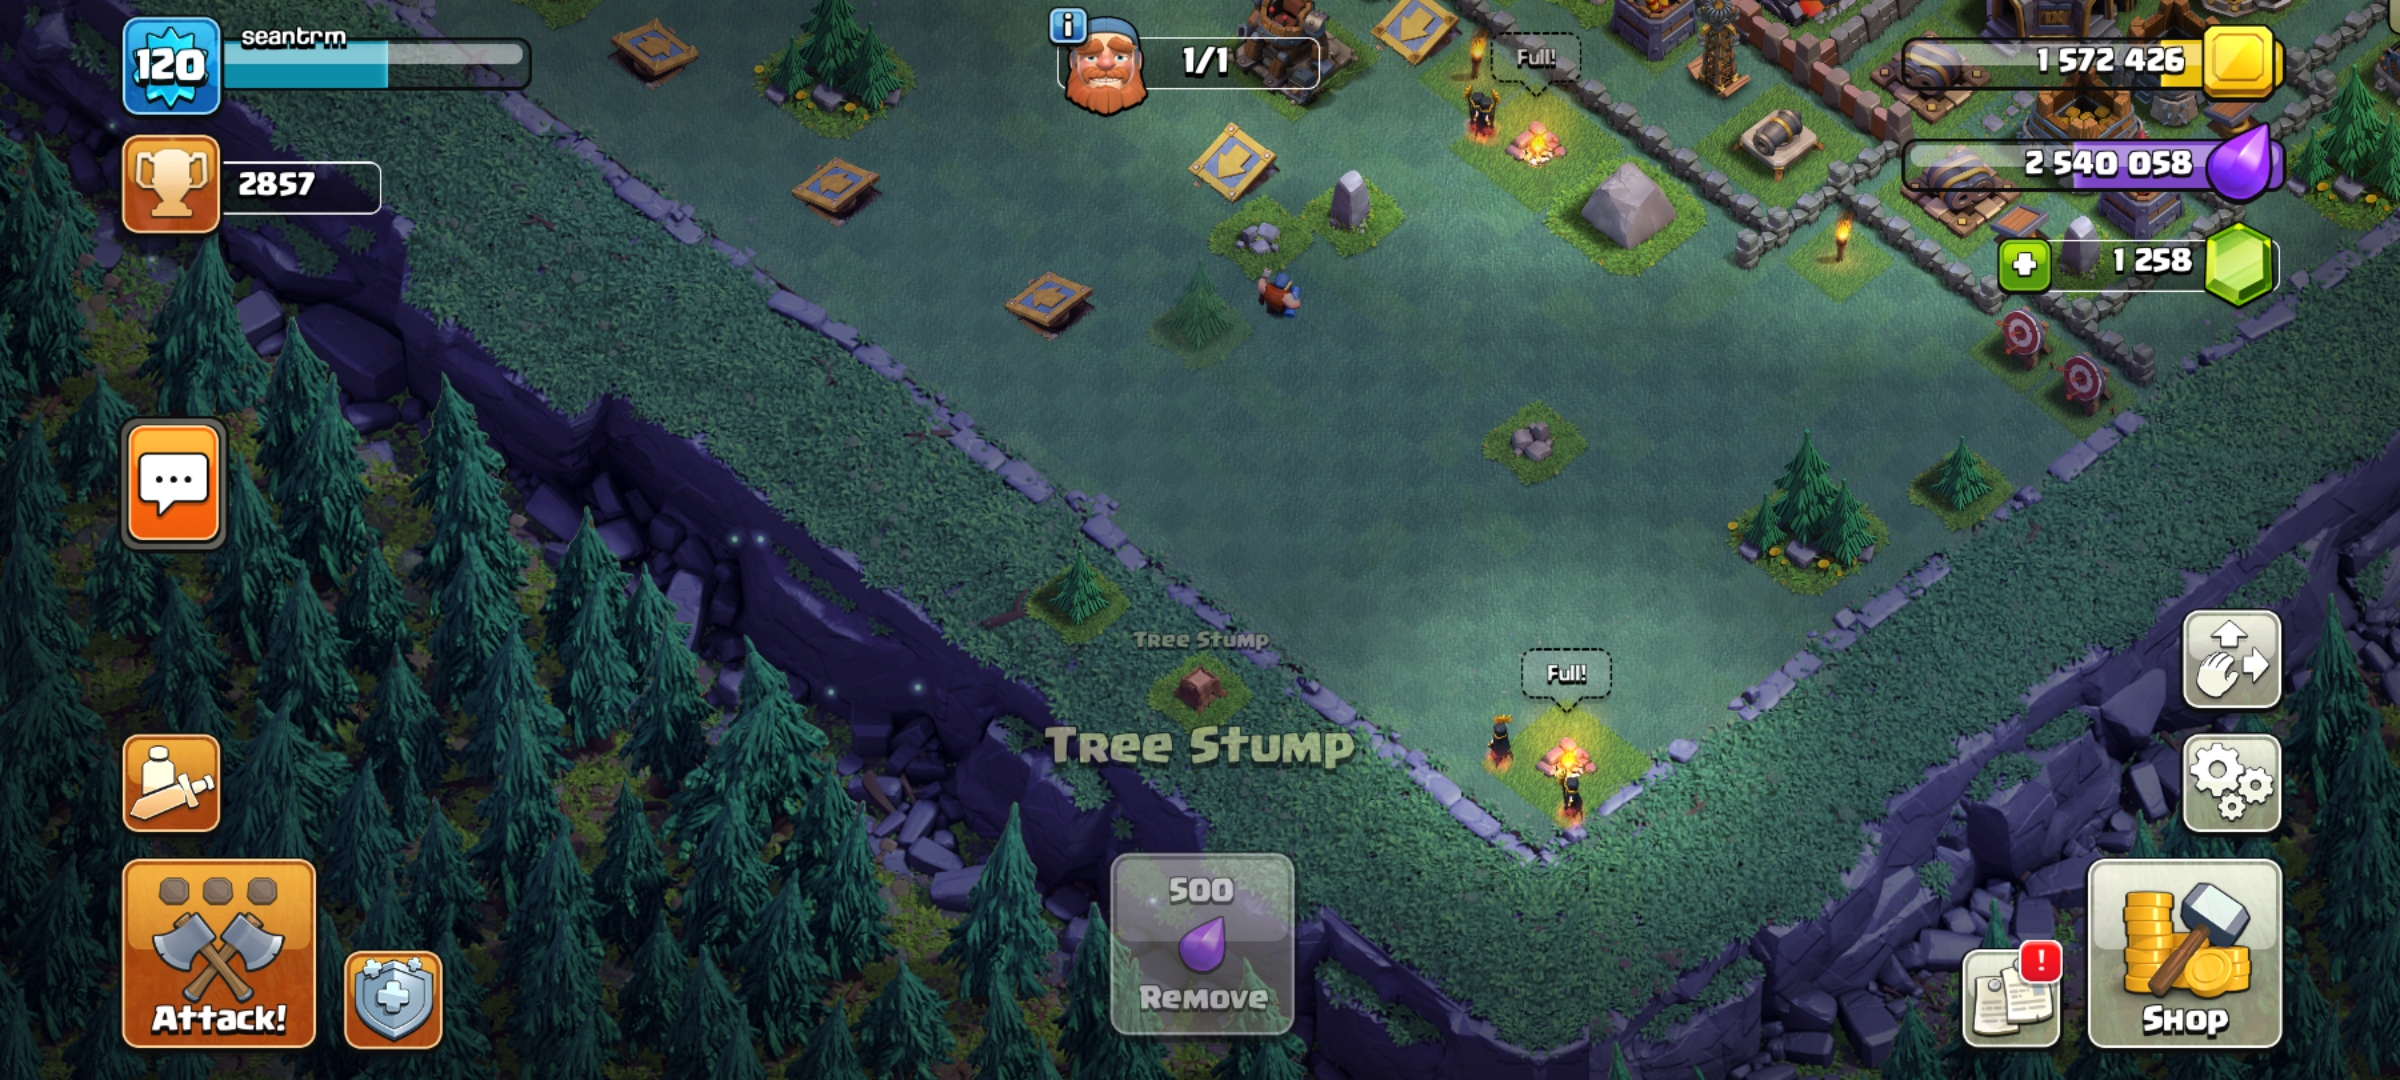 120
seantrm
i
1/1
Full!
1 572 426
2857
2 540 058
1 258
Tree Stump
Full!
Tree Stump
500
Remove
Attack!
!
Shop